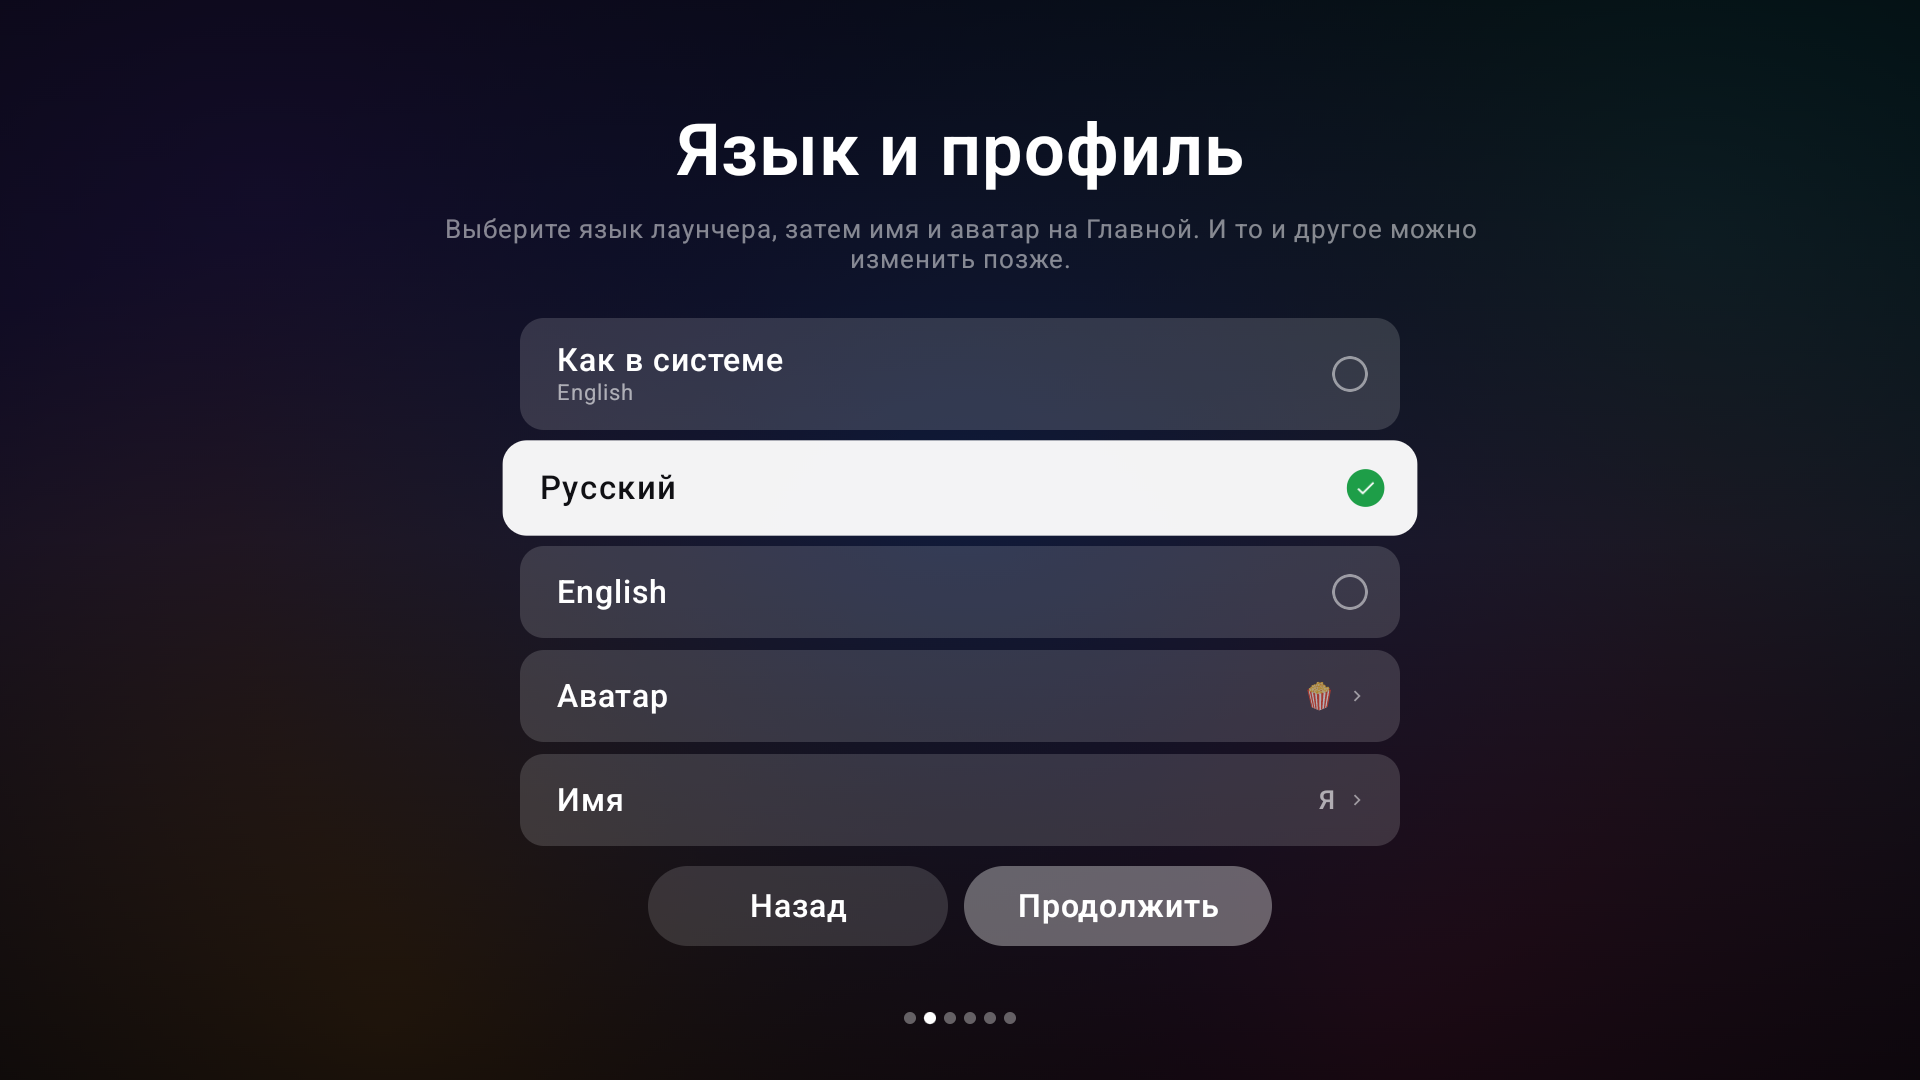 Язык и профиль
Выберите язык лаунчера, затем имя и аватар на Главной. И то и другое можно
изменить позже.
Как в системе
English
Русский
English
Аватар
Имя
Я
Назад
Продолжить